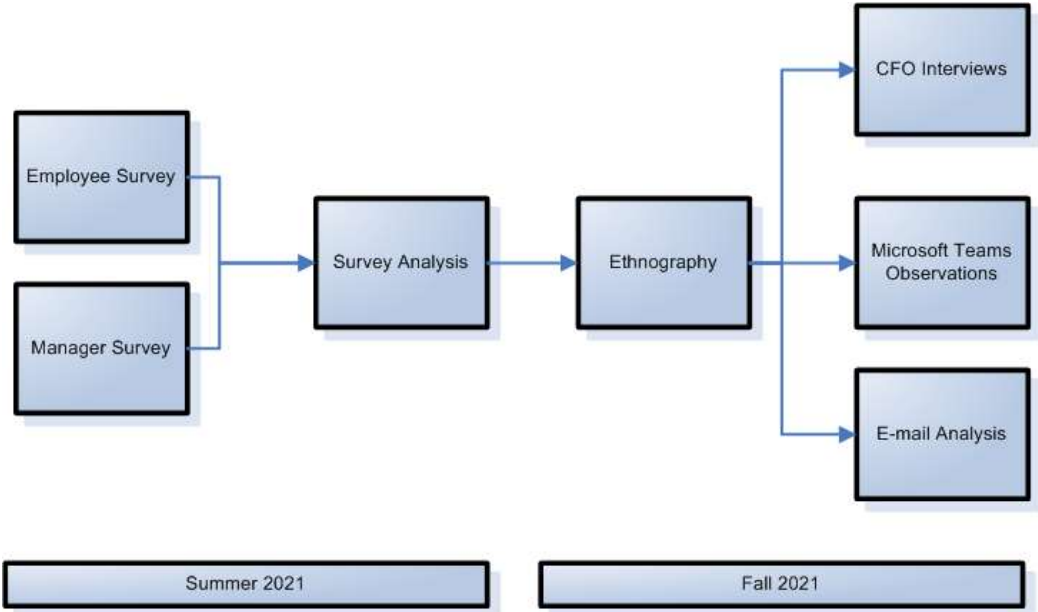 Employee Survey
Manager Survey
Survey Analysis
Ethnography
CFO Interviews
Microsoft Teams
Observations
E-mail Analysis
Summer 2021
Fall 2021